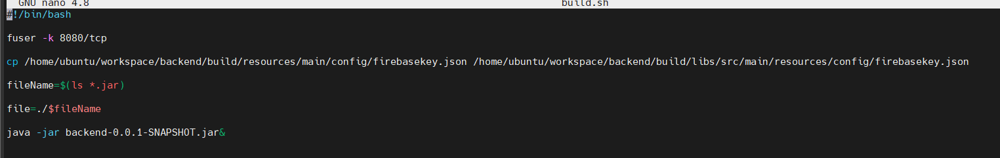 GNU nano 4.8 build.sh
#!/bin/bash
fuser -k 8080/tcp
cp /home/ubuntu/workspace/backend/build/resources/main/config/firebasekey.json /home/ubuntu/workspace/backend/build/libs/src/main/resources/config/firebasekey.json
fileName=$(ls *.jar)
file=./$fileName
java -jar backend-0.0.1-SNAPSHOT.jar&